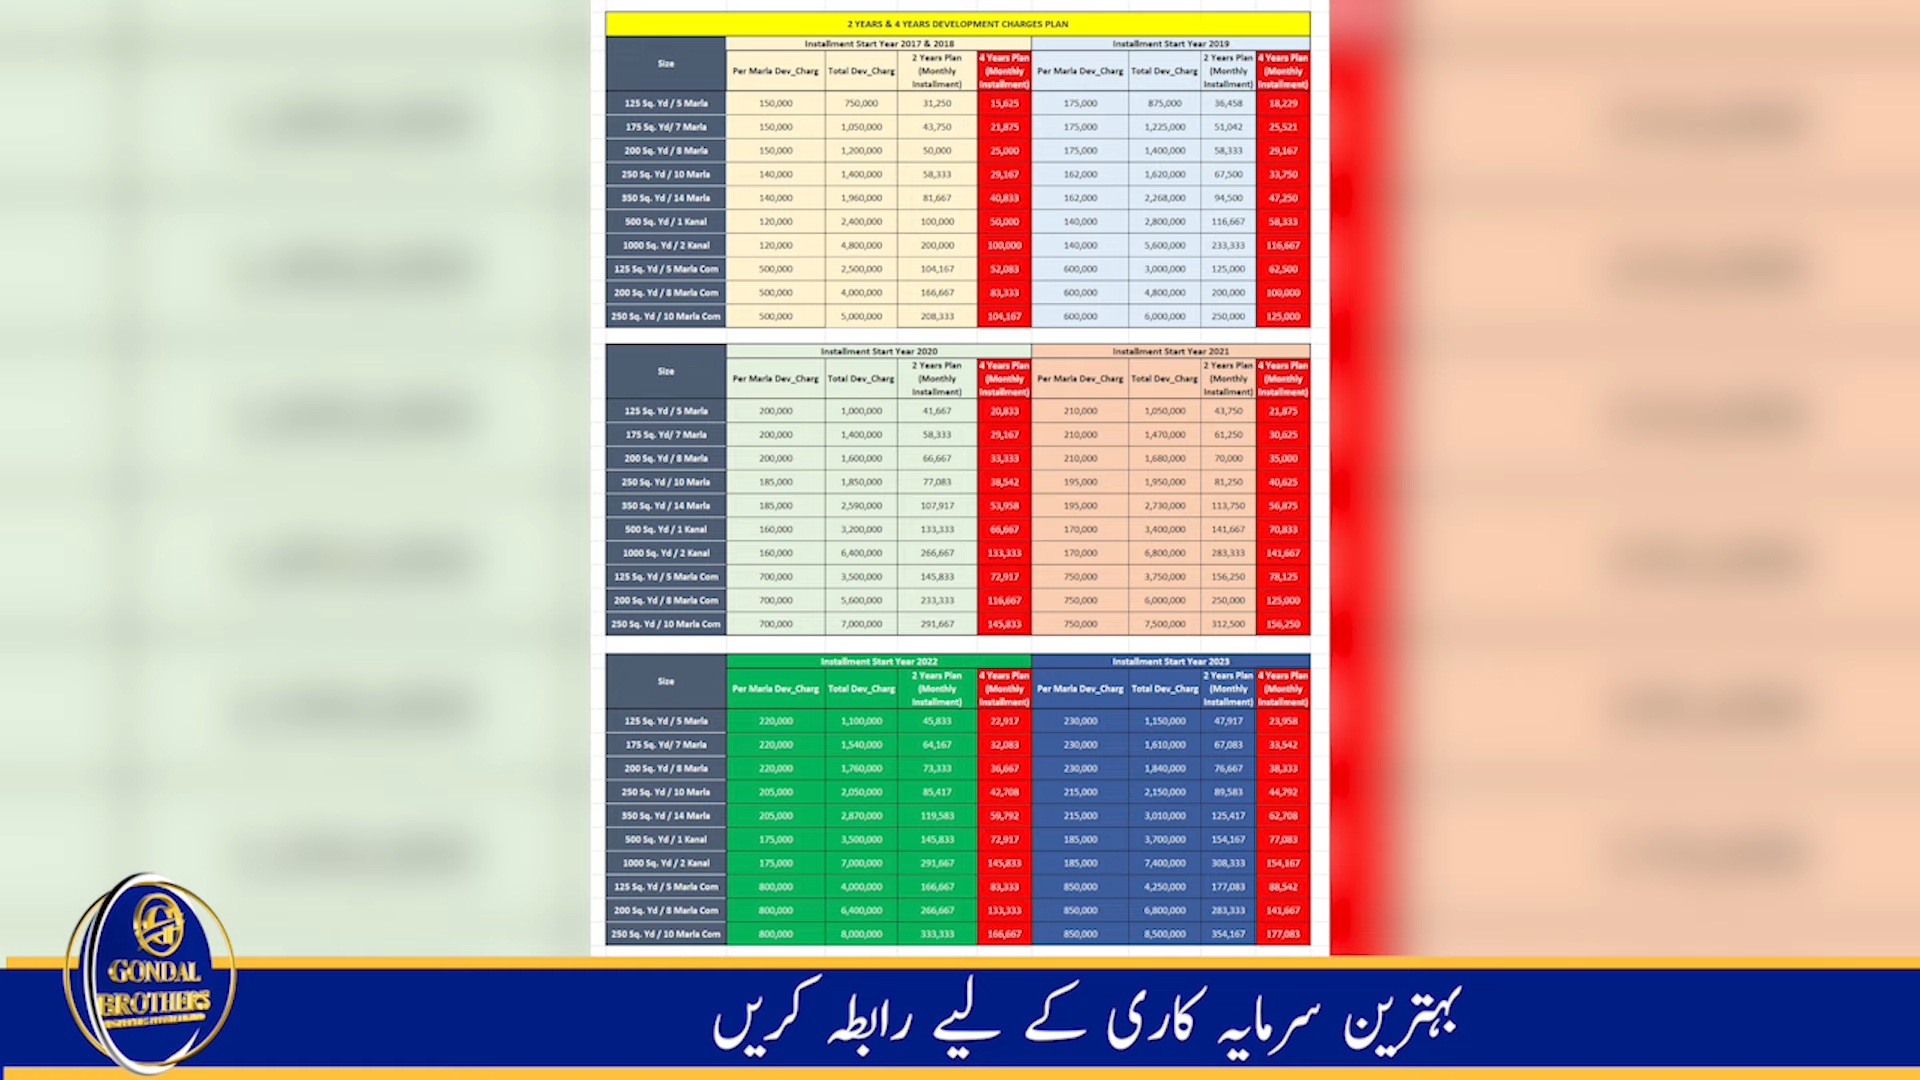 2 YEARS & 4 YEARS DEVELOPMENT CHARGES PLAN
Size Installment Start Year 2017 & 2018 Installment Start Year 2019
Per Marla Dev_Charg Total Dev_Charg 2 Years Plan (Monthly Installment) 4 Years Plan (Monthly Installment) Per Marla Dev_Charg Total Dev_Charg 2 Years Plan (Monthly Installment) 4 Years Plan (Monthly Installment)
125 Sq. Yd / 5 Marla 150,000 750,000 31,250 15,625 175,000 875,000 36,458 18,229
175 Sq. Yd/ 7 Marla 150,000 1,050,000 43,750 21,875 175,000 1,225,000 51,042 25,521
200 Sq. Yd / 8 Marla 150,000 1,200,000 50,000 25,000 175,000 1,400,000 58,333 29,167
250 Sq. Yd / 10 Marla 140,000 1,400,000 58,333 29,167 162,000 1,620,000 67,500 33,750
350 Sq. Yd / 14 Marla 140,000 1,960,000 81,667 40,833 162,000 2,268,000 94,500 47,250
500 Sq. Yd / 1 Kanal 120,000 2,400,000 100,000 50,000 140,000 2,800,000 116,667 58,333
1000 Sq. Yd / 2 Kanal 120,000 4,800,000 200,000 100,000 140,000 5,600,000 233,333 116,667
125 Sq. Yd / 5 Marla Com 500,000 2,500,000 104,167 52,083 600,000 3,000,000 125,000 62,500
200 Sq. Yd / 8 Marla Com 500,000 4,000,000 166,667 83,333 600,000 4,800,000 200,000 100,000
250 Sq. Yd / 10 Marla Com 500,000 5,000,000 208,333 104,167 600,000 6,000,000 250,000 125,000
Size Installment Start Year 2020 Installment Start Year 2021
Per Marla Dev_Charg Total Dev_Charg 2 Years Plan (Monthly Installment) 4 Years Plan (Monthly Installment) Per Marla Dev_Charg Total Dev_Charg 2 Years Plan (Monthly Installment) 4 Years Plan (Monthly Installment)
125 Sq. Yd / 5 Marla 200,000 1,000,000 41,667 20,833 210,000 1,050,000 43,750 21,875
175 Sq. Yd/ 7 Marla 200,000 1,400,000 58,333 29,167 210,000 1,470,000 61,250 30,625
200 Sq. Yd / 8 Marla 200,000 1,600,000 66,667 33,333 210,000 1,680,000 70,000 35,000
250 Sq. Yd / 10 Marla 185,000 1,850,000 77,083 38,542 195,000 1,950,000 81,250 40,625
350 Sq. Yd / 14 Marla 185,000 2,590,000 107,917 53,958 195,000 2,730,000 113,750 56,875
500 Sq. Yd / 1 Kanal 160,000 3,200,000 133,333 66,667 170,000 3,400,000 141,667 70,833
1000 Sq. Yd / 2 Kanal 160,000 6,400,000 266,667 133,333 170,000 6,800,000 283,333 141,667
125 Sq. Yd / 5 Marla Com 700,000 3,500,000 145,833 72,917 750,000 3,750,000 156,250 78,125
200 Sq. Yd / 8 Marla Com 700,000 5,600,000 233,333 116,667 750,000 6,000,000 250,000 125,000
250 Sq. Yd / 10 Marla Com 700,000 7,000,000 291,667 145,833 750,000 7,500,000 312,500 156,250
Size Installment Start Year 2022 Installment Start Year 2023
Per Marla Dev_Charg Total Dev_Charg 2 Years Plan (Monthly Installment) 4 Years Plan (Monthly Installment) Per Marla Dev_Charg Total Dev_Charg 2 Years Plan (Monthly Installment) 4 Years Plan (Monthly Installment)
125 Sq. Yd / 5 Marla 220,000 1,100,000 45,833 22,917 230,000 1,150,000 47,917 23,958
175 Sq. Yd/ 7 Marla 220,000 1,540,000 64,167 32,083 230,000 1,610,000 67,083 33,542
200 Sq. Yd / 8 Marla 220,000 1,760,000 73,333 36,667 230,000 1,840,000 76,667 38,333
250 Sq. Yd / 10 Marla 205,000 2,050,000 85,417 42,708 215,000 2,150,000 89,583 44,792
350 Sq. Yd / 14 Marla 205,000 2,870,000 119,583 59,792 215,000 3,010,000 125,417 62,708
500 Sq. Yd / 1 Kanal 175,000 3,500,000 145,833 72,917 185,000 3,700,000 154,167 77,083
1000 Sq. Yd / 2 Kanal 175,000 7,000,000 291,667 145,833 185,000 7,400,000 308,333 154,167
125 Sq. Yd / 5 Marla Com 800,000 4,000,000 166,667 83,333 850,000 4,250,000 177,083 88,542
200 Sq. Yd / 8 Marla Com 800,000 6,400,000 266,667 133,333 850,000 6,800,000 283,333 141,667
250 Sq. Yd / 10 Marla Com 800,000 8,000,000 333,333 166,667 850,000 8,500,000 354,167 177,083
GONDAL
BROTHERS
بہترین سرمایہ کاری کے لیے رابطہ کریں